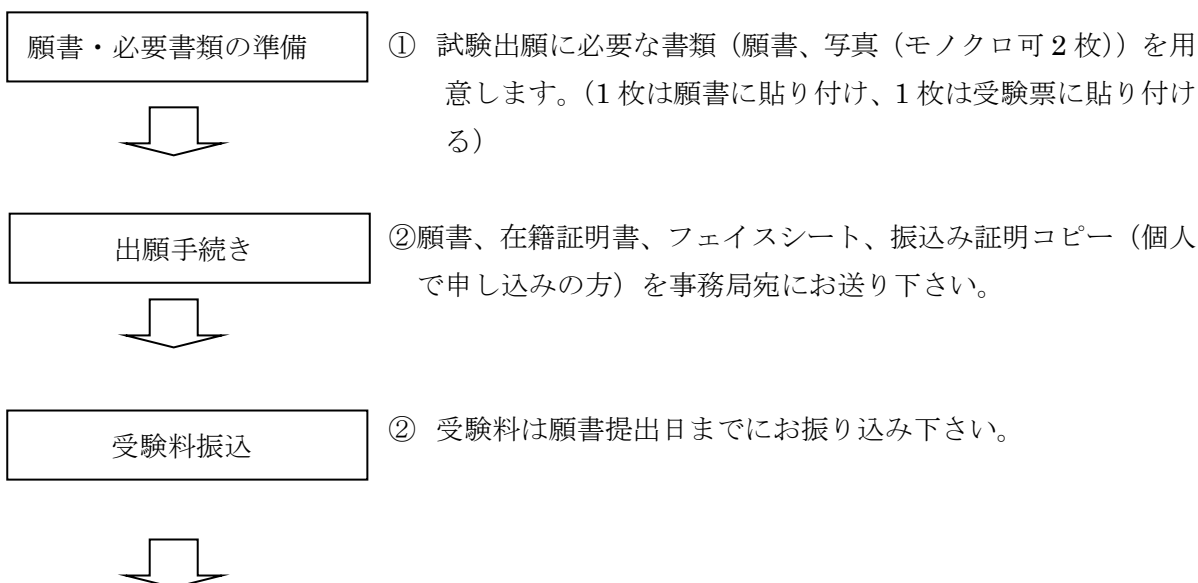 願書・必要書類の準備
① 試験出願に必要な書類（願書、写真（モノクロ可2枚））を用
意します。（1枚は願書に貼り付け、1枚は受験票に貼り付け
る）
出願手続き
②願書、在籍証明書、フェイスシート、振込み証明コピー（個人
で申し込みの方）を事務局宛にお送り下さい。
受験料振込
② 受験料は願書提出日までにお振り込み下さい。